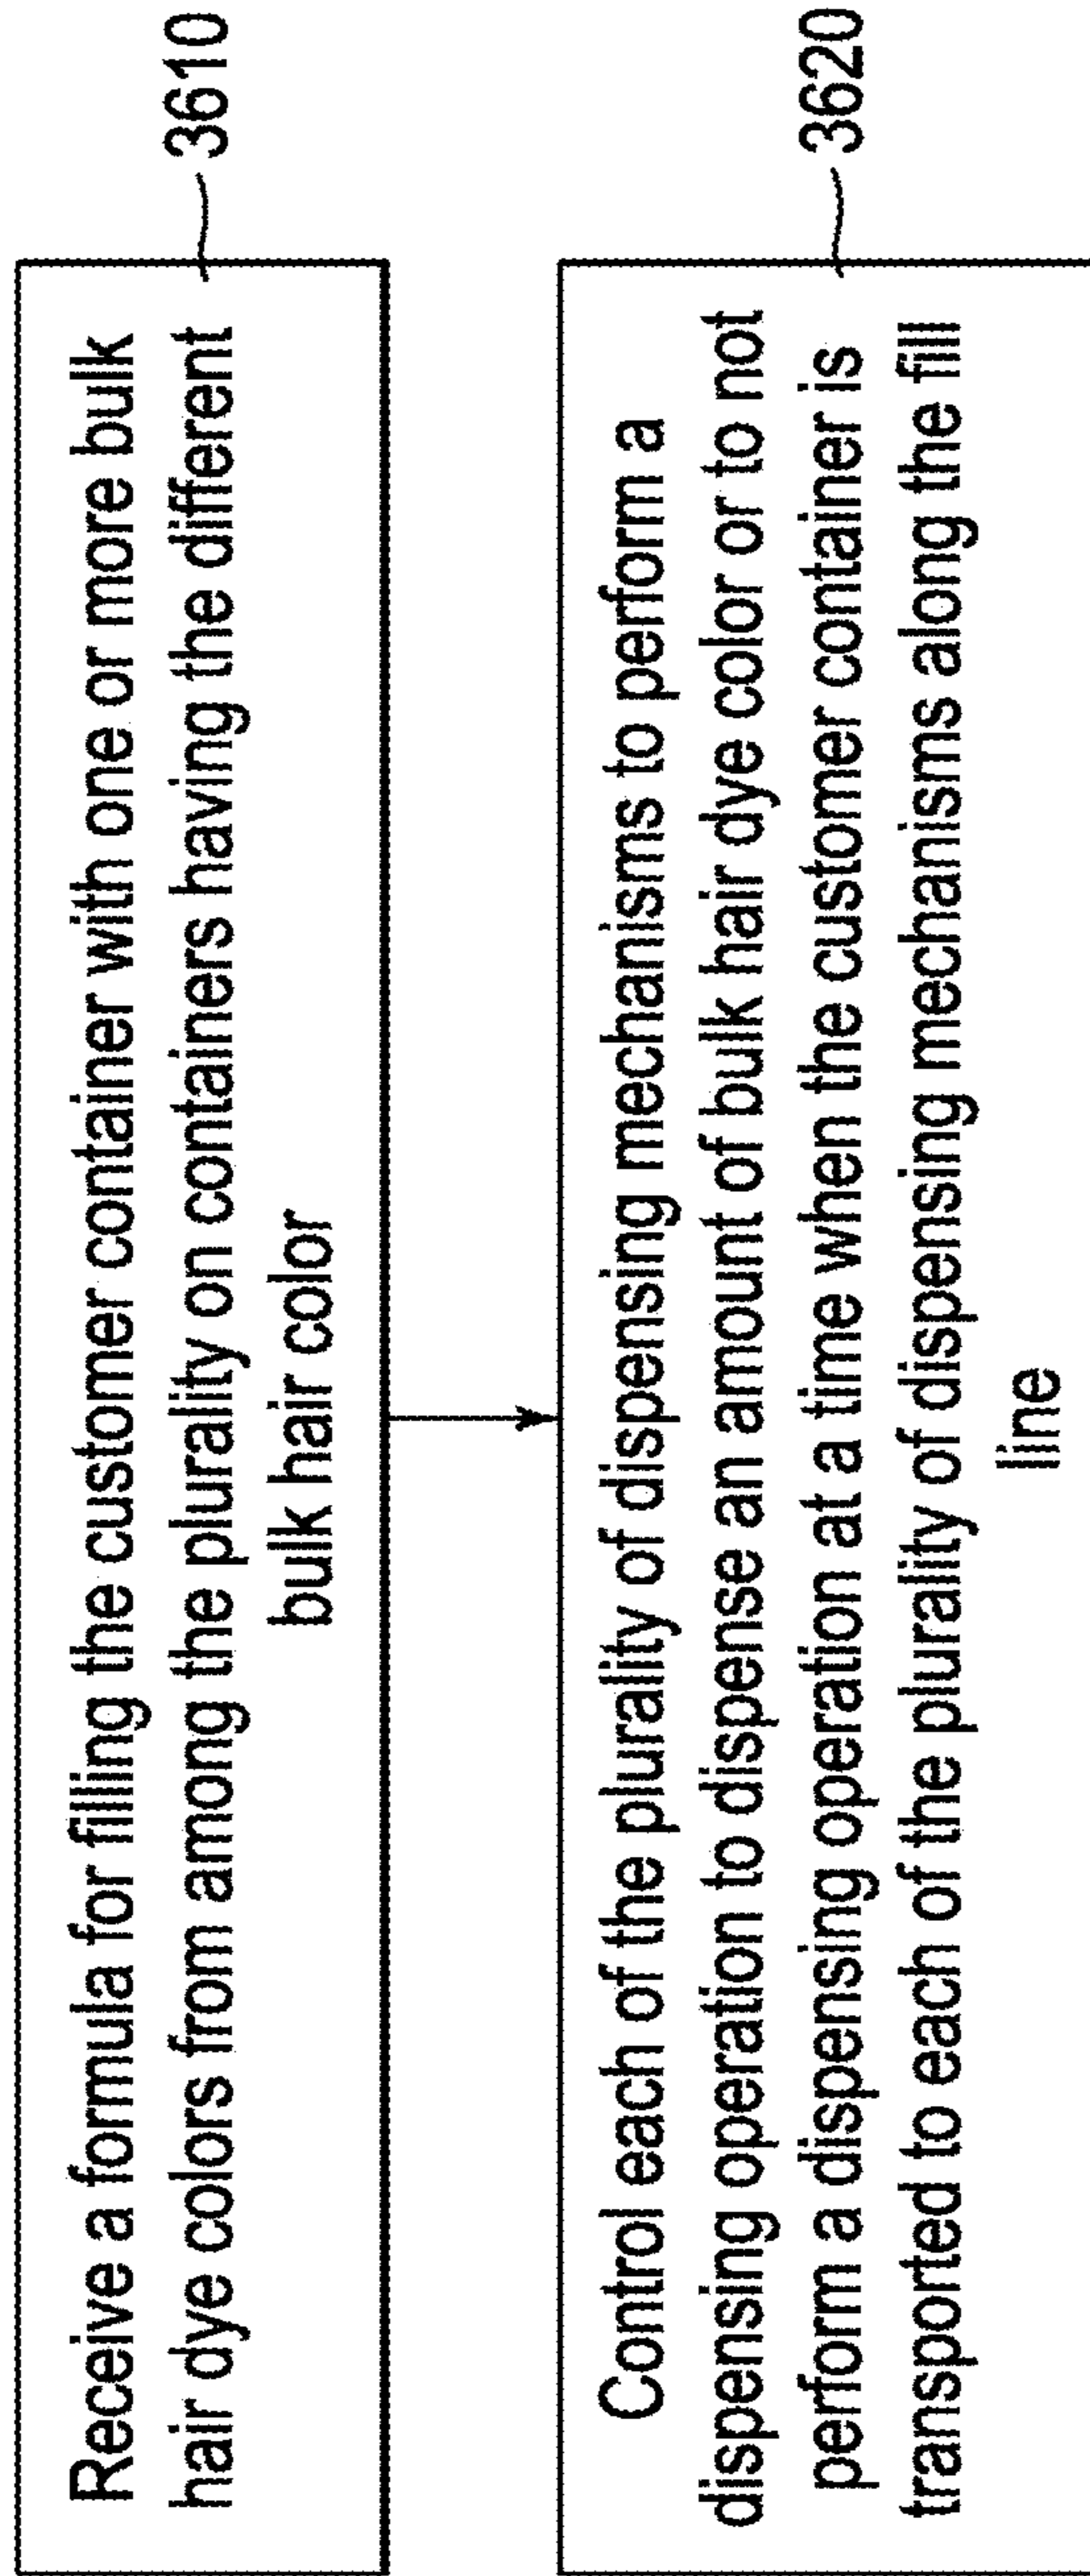 Receive a formula for filling the customer container with one or more bulk
hair dye colors from among the plurality on containers having the different
bulk hair color
3610
Control each of the plurality of dispensing mechanisms to perform a
dispensing operation to dispense an amount of bulk hair dye color or to not
perform a dispensing operation at a time when the customer container is
transported to each of the plurality of dispensing mechanisms along the fill
line
3620